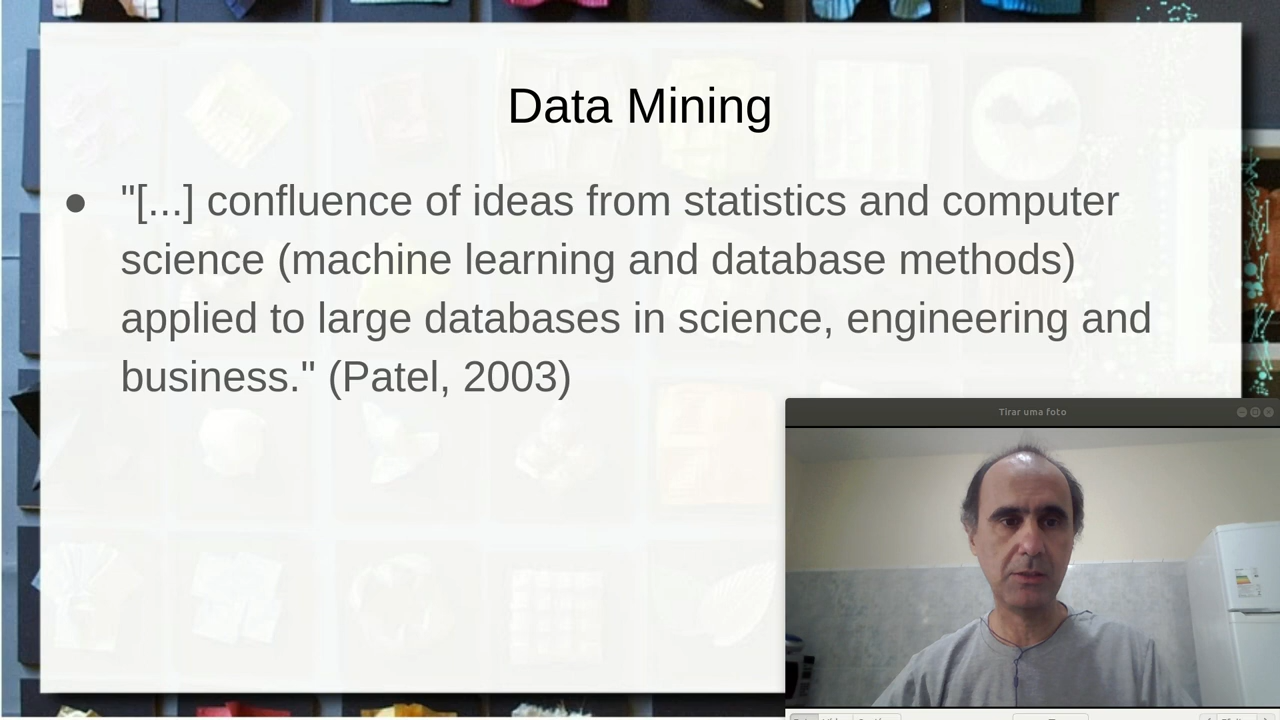 Data Mining
● "[...] confluence of ideas from statistics and computer
science (machine learning and database methods)
applied to large databases in science, engineering and
business." (Patel, 2003)
Tirar uma foto